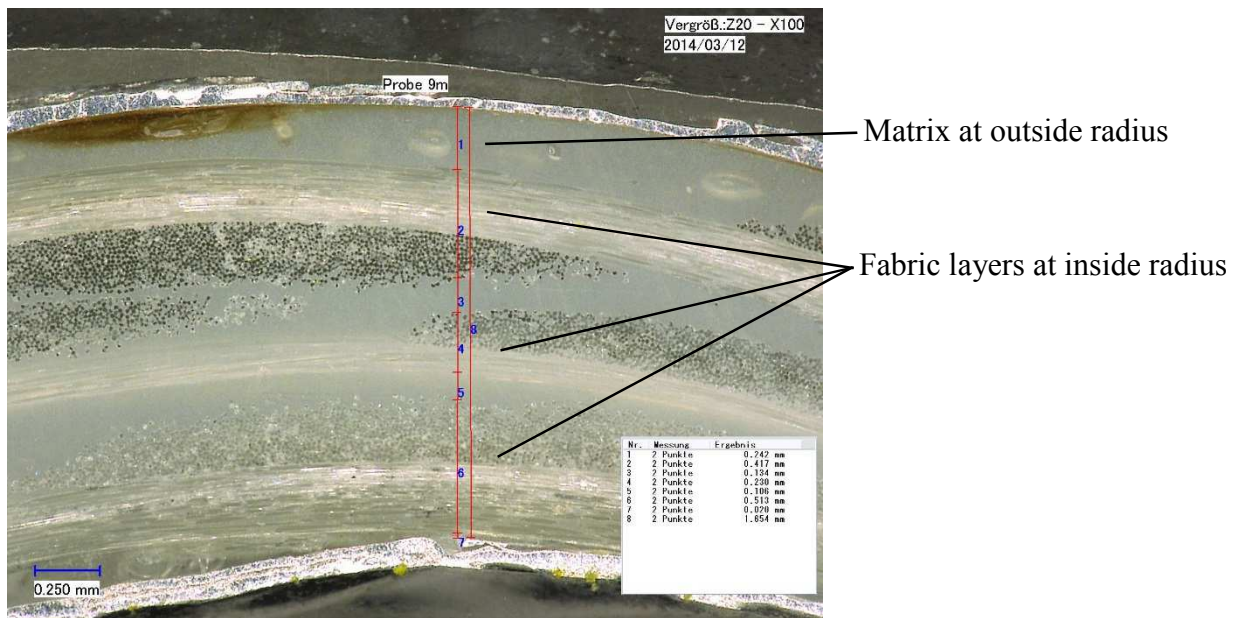 Vergröß.:Z20 - X100
2014/03/12
Probe 9m
1
Matrix at outside radius
2
Fabric layers at inside radius
3
8
4
5
6
7
Nr. Messung Ergebnis
1 2 Punkte 0.242 mm
2 2 Punkte 0.417 mm
3 2 Punkte 0.134 mm
4 2 Punkte 0.230 mm
5 2 Punkte 0.106 mm
6 2 Punkte 0.513 mm
7 2 Punkte 0.020 mm
8 2 Punkte 1.654 mm
0.250 mm